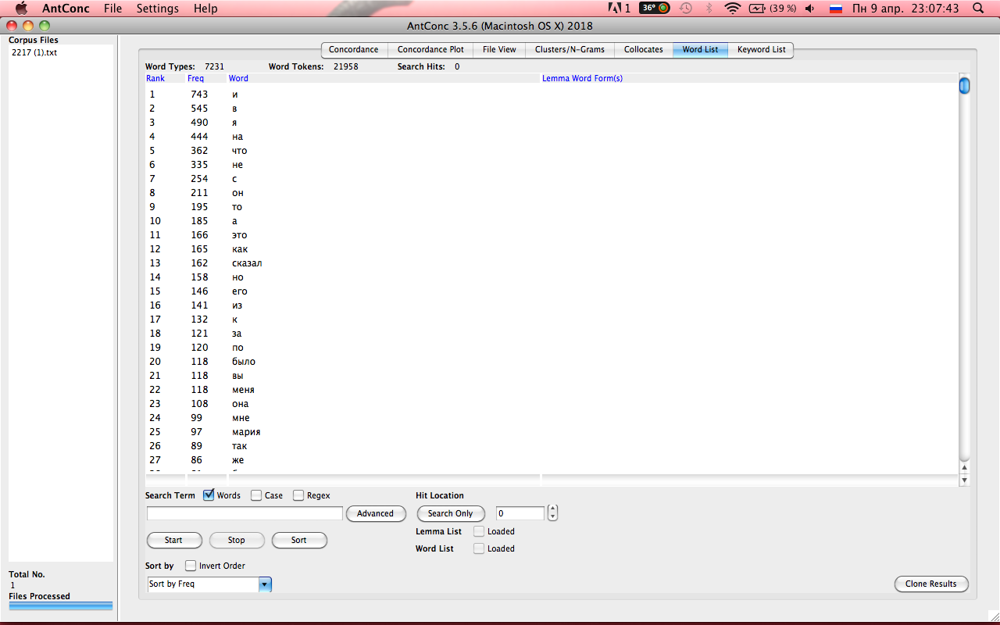 AntConc File Settings Help 1 36° (39 %) Пн 9 апр. 23:07:43
AntConc 3.5.6 (Macintosh OS X) 2018
Corpus Files
2217 (1).txt
Concordance Concordance Plot File View Clusters/N-Grams Collocates Word List Keyword List
Word Types: 7231 Word Tokens: 21958 Search Hits: 0
Rank Freq Word Lemma Word Form(s)
1 743 и
2 545 в
3 490 я
4 444 на
5 362 что
6 335 не
7 254 с
8 211 он
9 195 то
10 185 а
11 166 это
12 165 как
13 162 сказал
14 158 но
15 146 его
16 141 из
17 132 к
18 121 за
19 120 по
20 118 было
21 118 вы
22 118 меня
23 108 она
24 99 мне
25 97 мария
26 89 так
27 86 же
Search Term Words Case Regex Hit Location
Advanced Search Only 0
Lemma List Loaded
Start Stop Sort
Word List Loaded
Sort by Invert Order
Sort by Freq
Clone Results
Total No.
1
Files Processed